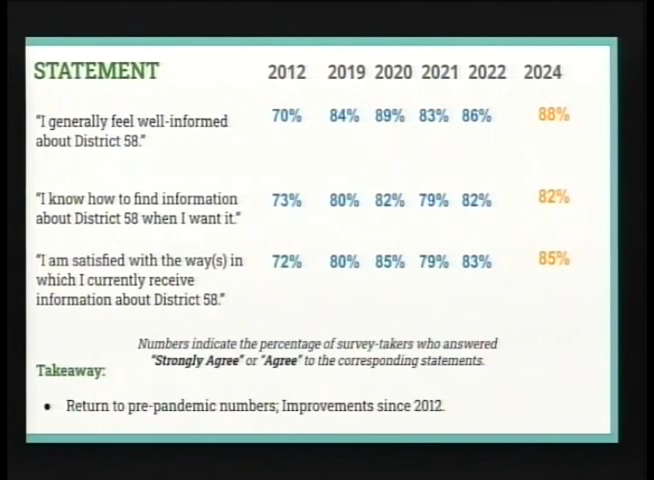 STATEMENT 2012 2019 2020 2021 2022 2024
"I generally feel well-informed
about District 58." 70% 84% 89% 83% 86% 88%
"I know how to find information
about District 58 when I want it." 73% 80% 82% 79% 82% 82%
"I am satisfied with the way(s) in
which I currently receive
information about District 58." 72% 80% 85% 79% 83% 85%
Numbers indicate the percentage of survey-takers who answered
"Strongly Agree" or "Agree" to the corresponding statements.
Takeaway:
• Return to pre-pandemic numbers; Improvements since 2012.